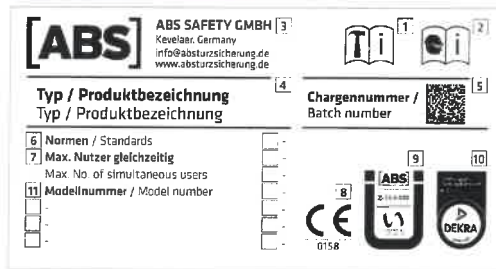 [ABS]
ABS SAFETY GMBH 3
Kevelaer, Germany
info@absturzsicherung.de
www.absturzsicherung.de
1
2
4
Typ / Produktbezeichnung
Typ / Produktbezeichnung
5
Chargennummer /
Batch number
6 Normen / Standards
7 Max. Nutzer gleichzeitig
Max. No. of simultaneous users
11 Modellnummer / Model number
8
CE
0158
9
[ABS]
10
DEKRA